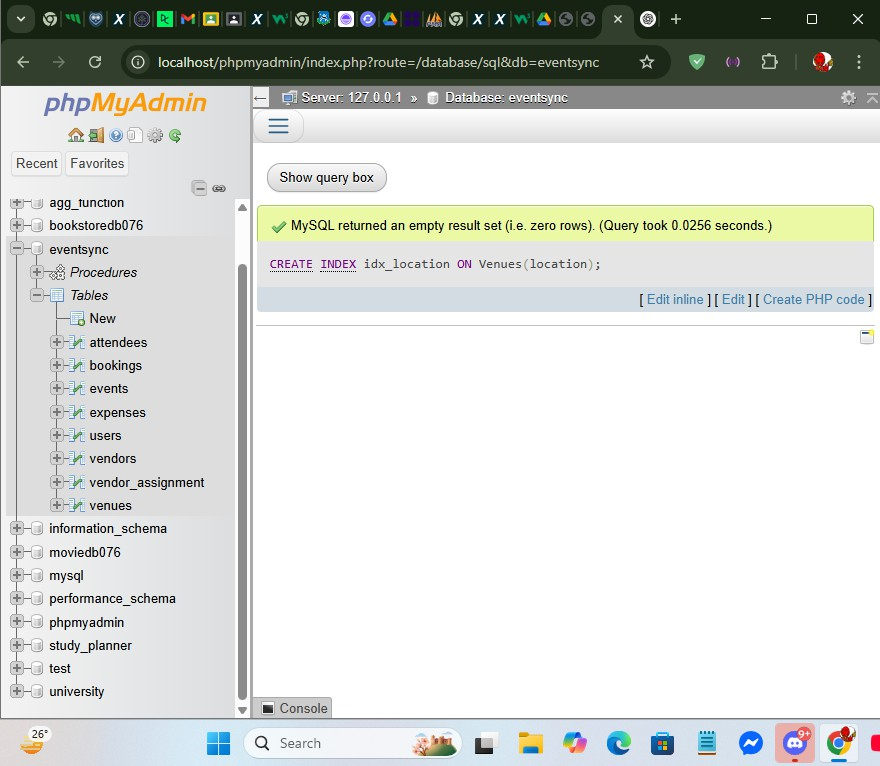 localhost/phpmyadmin/index.php?route=/database/sql&db=eventsync
phpMyAdmin
Recent
Favorites
agg_function
bookstoredb076
eventsync
Procedures
Tables
New
attendees
bookings
events
expenses
users
vendors
vendor_assignment
venues
information_schema
moviedb076
mysql
performance_schema
phpmyadmin
study_planner
test
university
Server: 127.0.0.1 » Database: eventsync
Show query box
MySQL returned an empty result set (i.e. zero rows). (Query took 0.0256 seconds.)
CREATE INDEX idx_location ON Venues(location);
[ Edit inline ] [ Edit ] [ Create PHP code ]
Console
26°
Search
9+